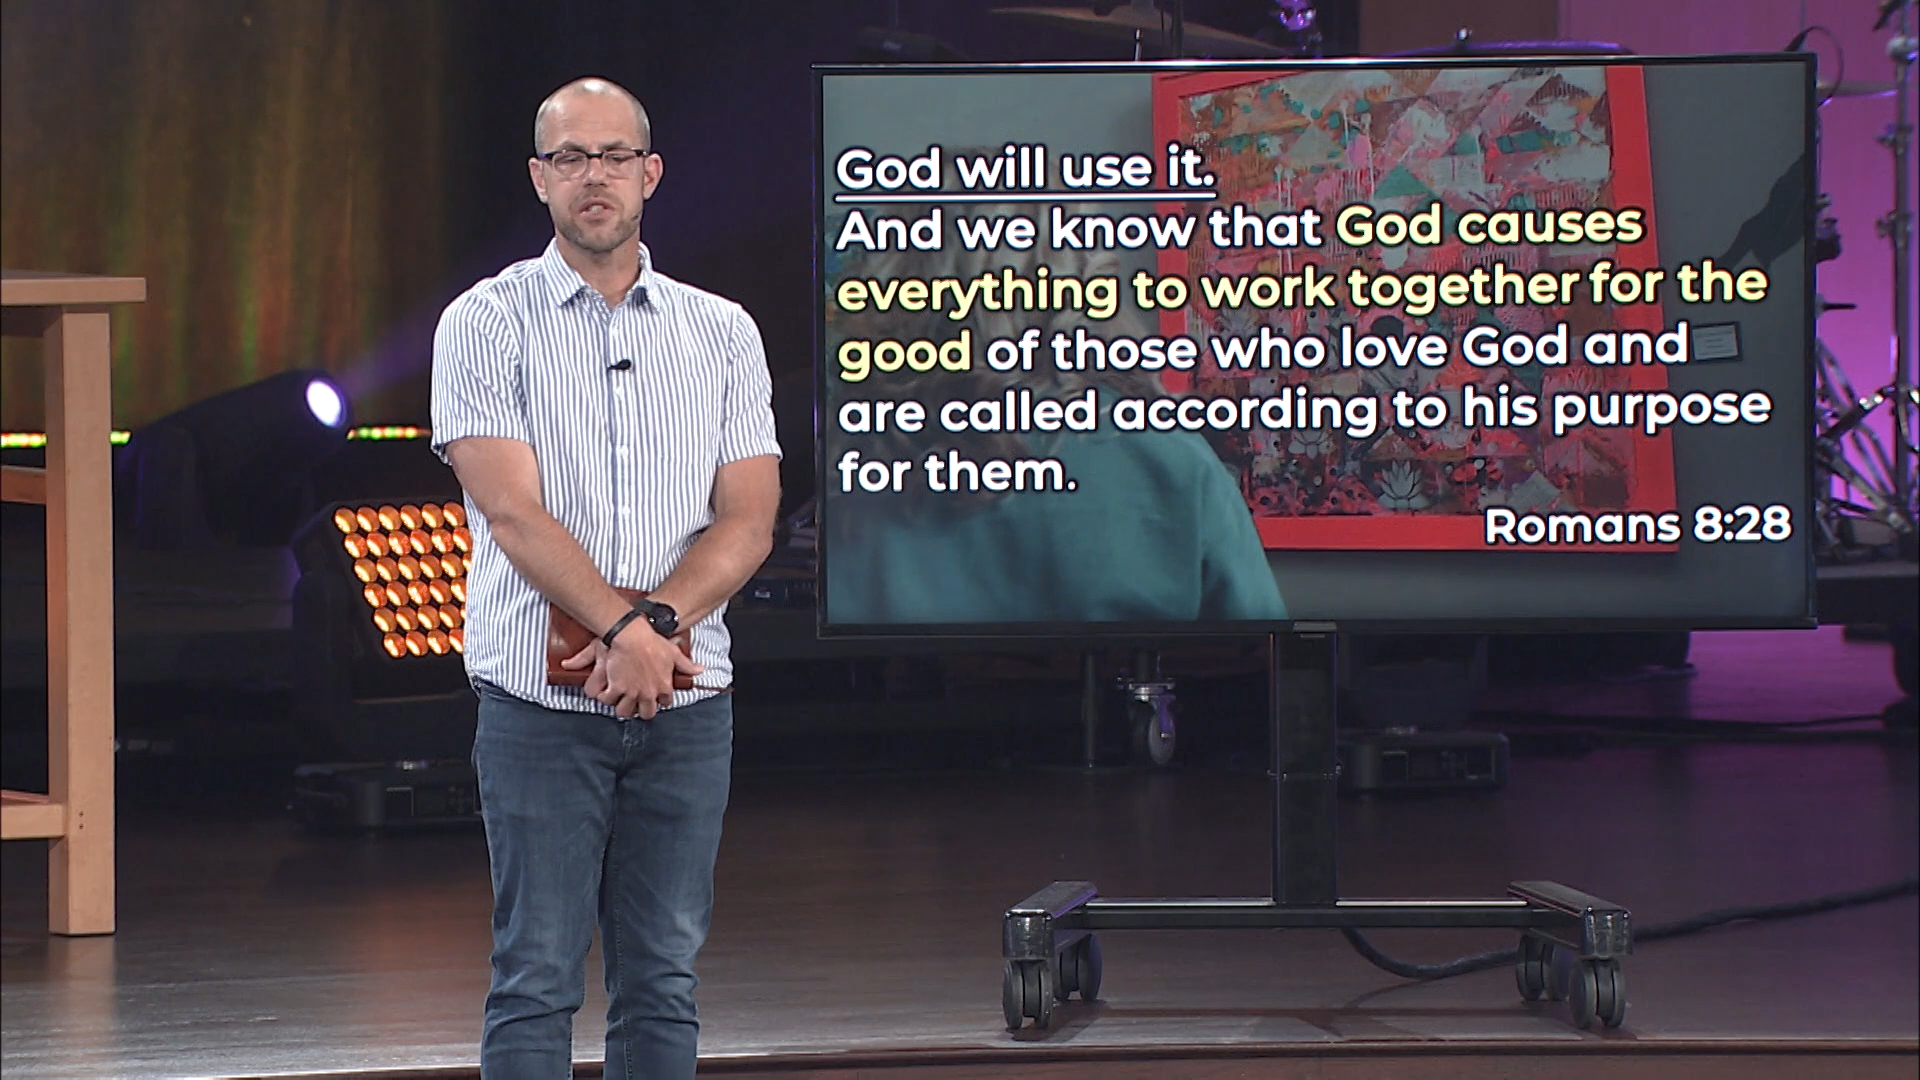 God will use it.
And we know that God causes
everything to work together for the
good of those who love God and
are called according to his purpose
for them.
Romans 8:28